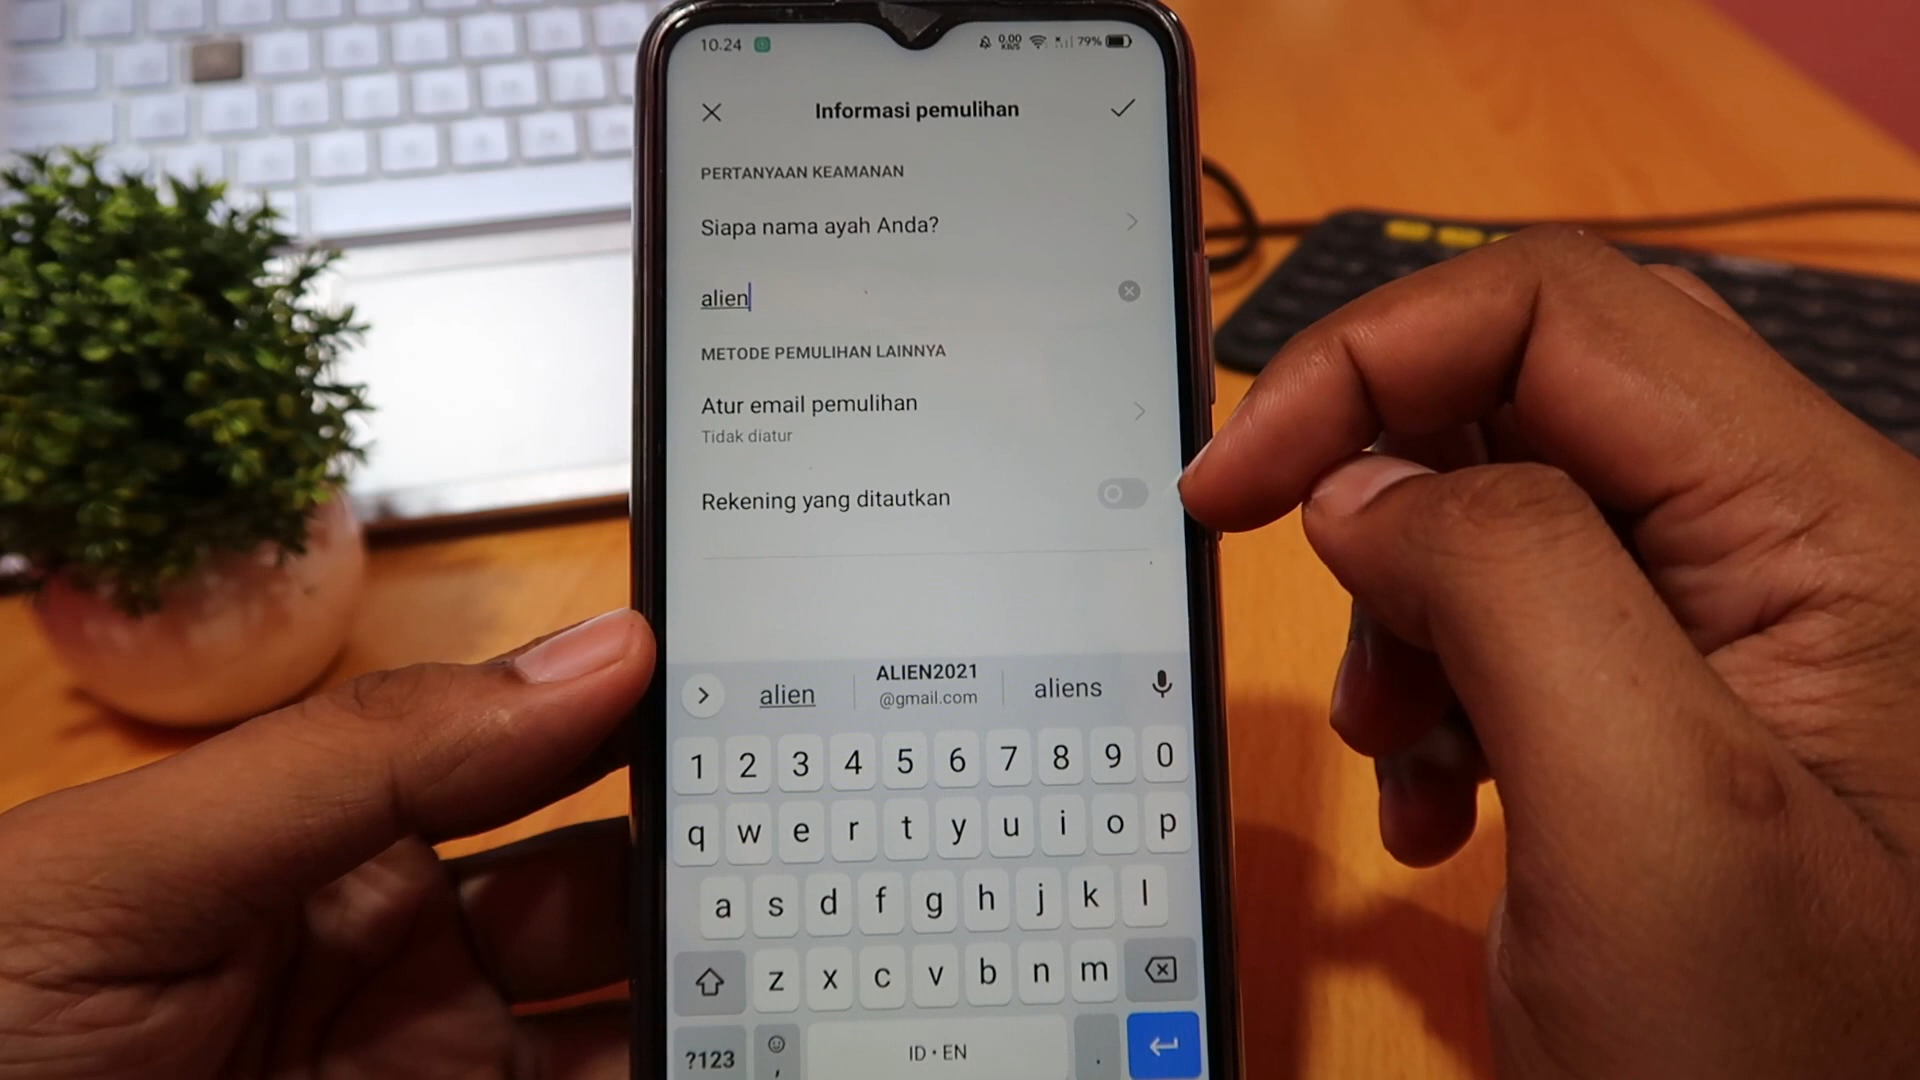 10.24
0.00
KB/S
79%
Informasi pemulihan
PERTANYAAN KEAMANAN
Siapa nama ayah Anda?
alien
METODE PEMULIHAN LAINNYA
Atur email pemulihan
Tidak diatur
Rekening yang ditautkan
alien
ALIEN2021
@gmail.com
aliens
1 2 3 4 5 6 7 8 9 0
q w e r t y u i o p
a s d f g h j k l
z x c v b n m
?123 , ID • EN .